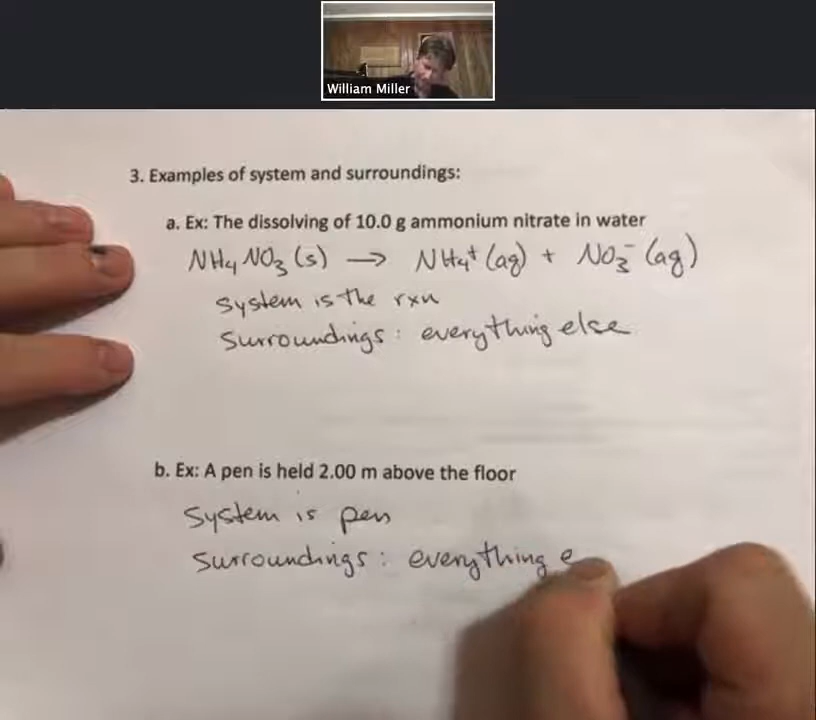 William Miller
3. Examples of system and surroundings:
a. Ex: The dissolving of 10.0 g ammonium nitrate in water
NH₄NO₃(s) → NH₄⁺(aq) + NO₃⁻(aq)
System is the rxn
Surroundings: everything else
b. Ex: A pen is held 2.00 m above the floor
System is pen
Surroundings: everything e